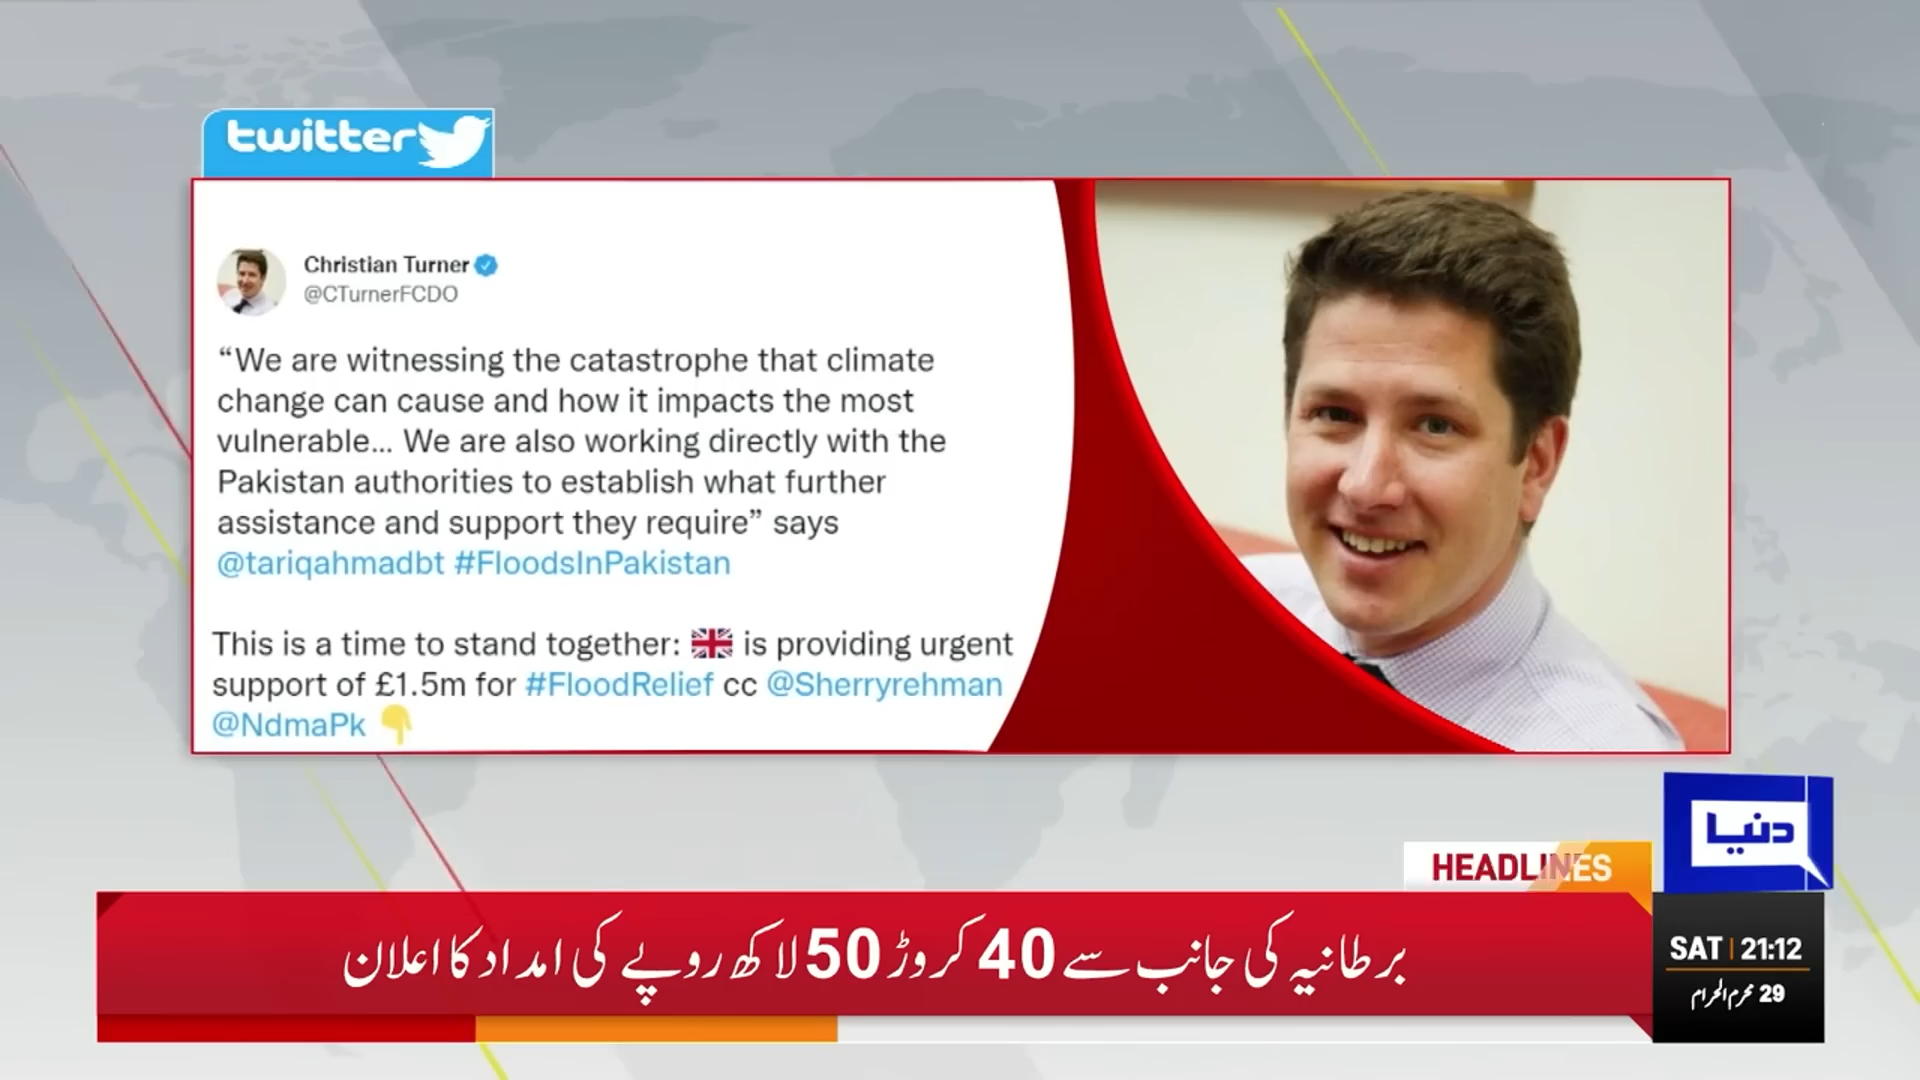 twitter
Christian Turner
@CTurnerFCDO
“We are witnessing the catastrophe that climate
change can cause and how it impacts the most
vulnerable... We are also working directly with the
Pakistan authorities to establish what further
assistance and support they require” says
@tariqahmadbt #FloodsInPakistan
This is a time to stand together: 🇬🇧 is providing urgent
support of £1.5m for #FloodRelief cc @Sherryrehman
@NdmaPk 👇
دنیا
HEADLINES
برطانیہ کی جانب سے 40 کروڑ 50 لاکھ روپے کی امداد کا اعلان
SAT | 21:12
29 محرم الحرام